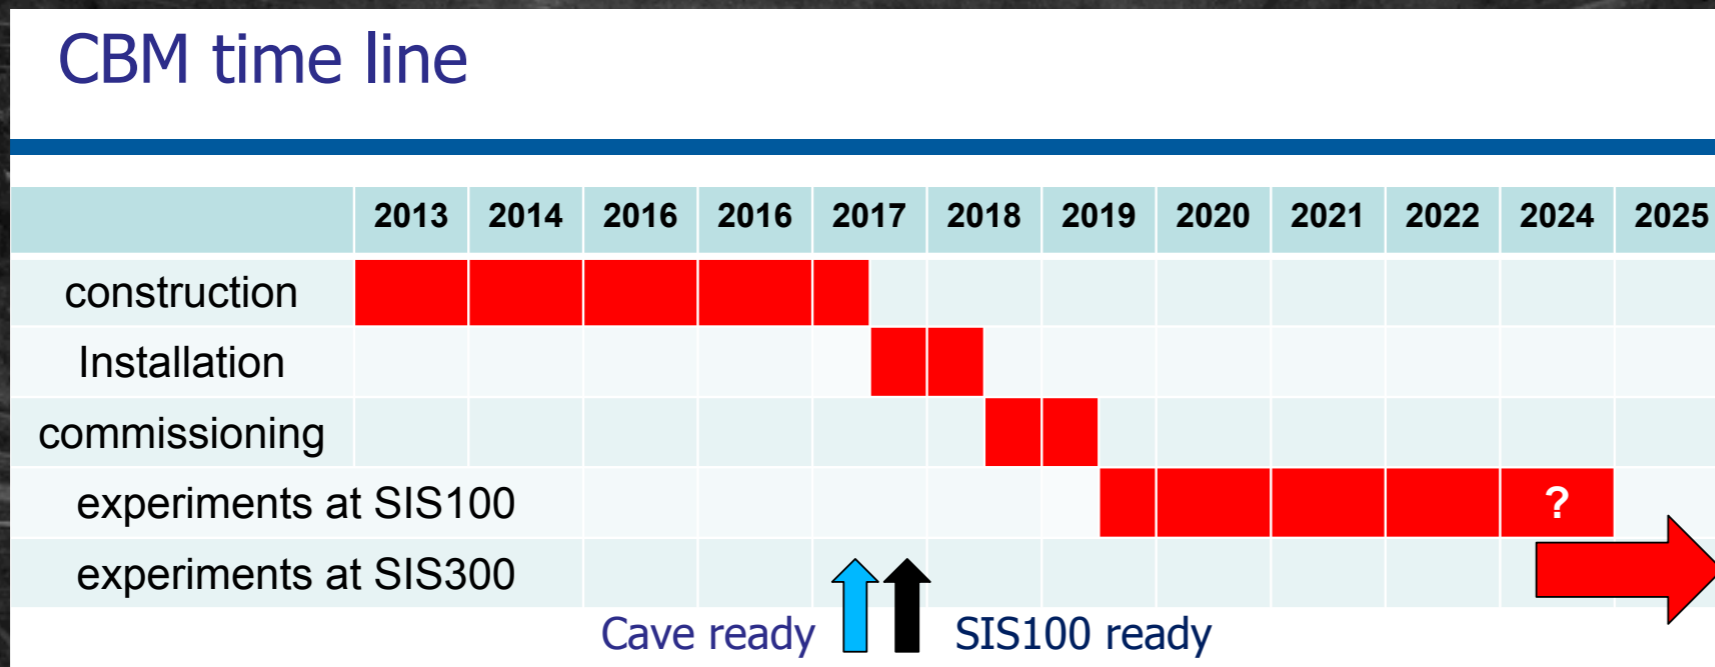 CBM time line
2013 2014 2016 2016 2017 2018 2019 2020 2021 2022 2024 2025
construction
Installation
commissioning
experiments at SIS100 ?
experiments at SIS300
Cave ready SIS100 ready